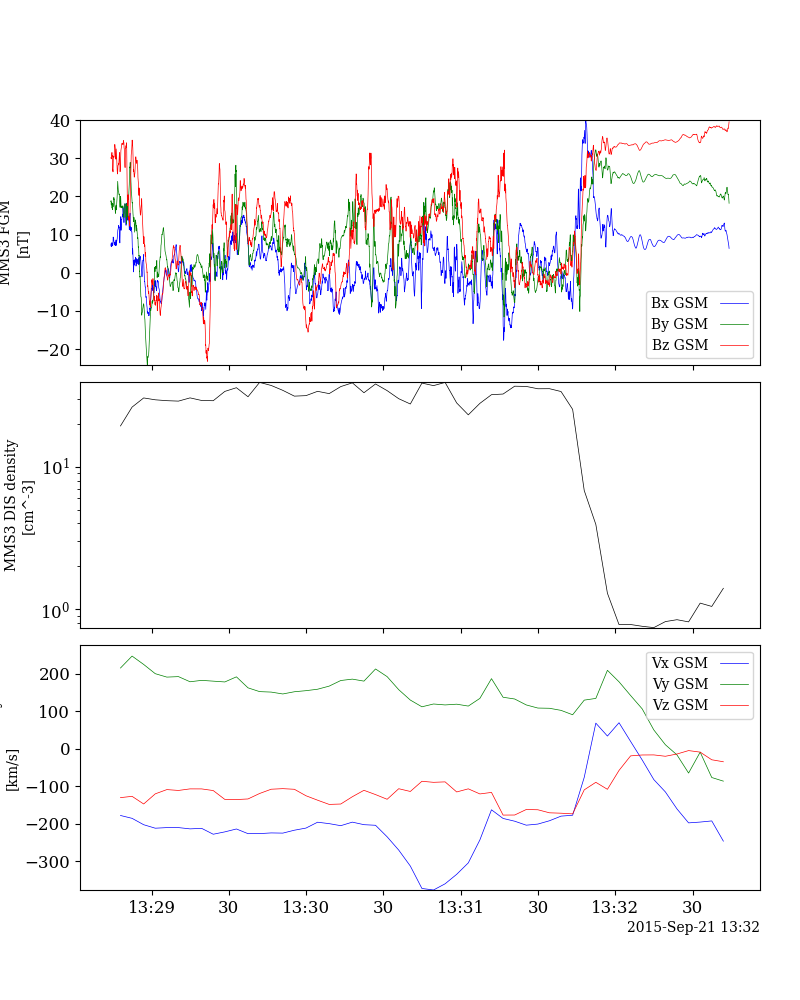 40
30
20
10
0
−10
−20
MMS3 FGM
[nT]
Bx GSM
By GSM
Bz GSM
10^1
10^0
MMS3 DIS density
[cm^-3]
200
100
0
−100
−200
−300
[km/s]
Vx GSM
Vy GSM
Vz GSM
13:29 30 13:30 30 13:31 30 13:32 30
2015-Sep-21 13:32